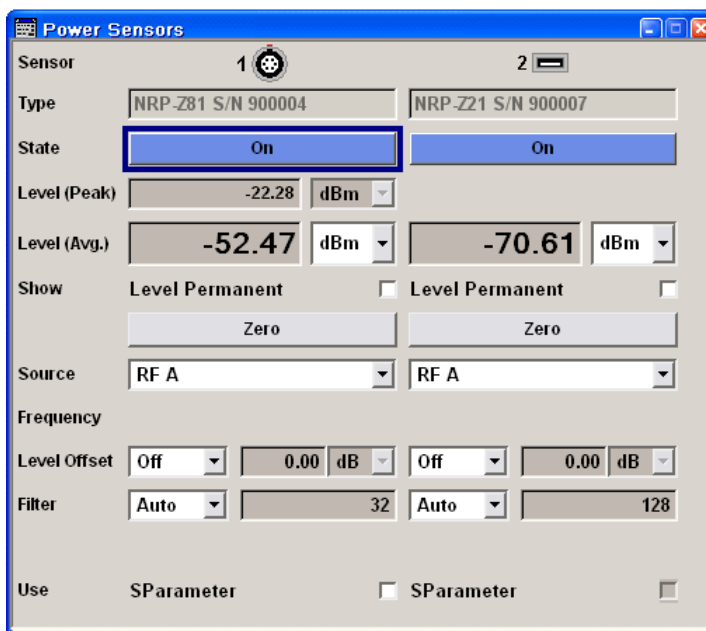 Power Sensors
Sensor 1 2
Type NRP-Z81 S/N 900004 NRP-Z21 S/N 900007
State On On
Level (Peak) -22.28 dBm
Level (Avg.) -52.47 dBm -70.61 dBm
Show Level Permanent Level Permanent
Zero Zero
Source RF A RF A
Frequency
Level Offset Off 0.00 dB Off 0.00 dB
Filter Auto 32 Auto 128
Use SParameter SParameter